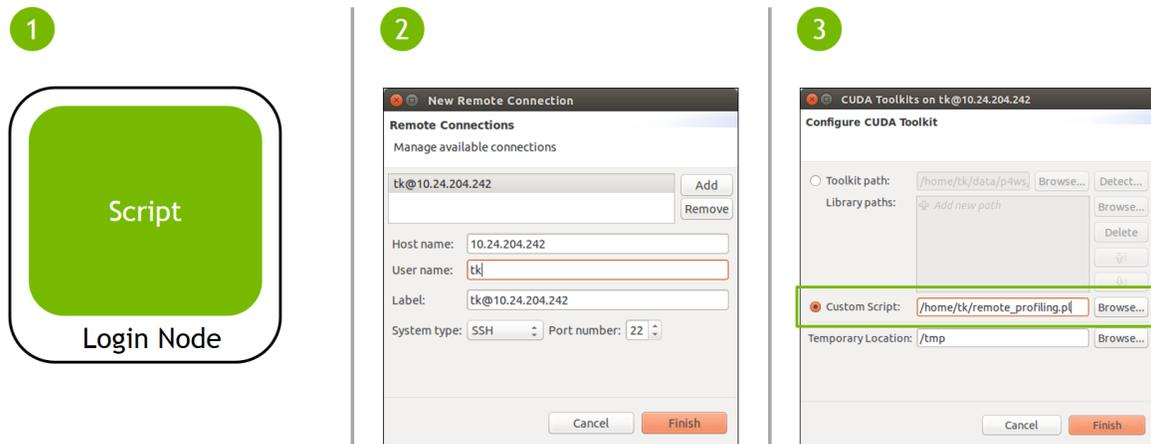 1
Script
Login Node
2
New Remote Connection
Remote Connections
Manage available connections
tk@10.24.204.242
Add
Remove
Host name: 10.24.204.242
User name: tk
Label: tk@10.24.204.242
System type: SSH Port number: 22
Cancel Finish
3
CUDA Toolkits on tk@10.24.204.242
Configure CUDA Toolkit
Toolkit path: /home/tk/data/p4ws, Browse... Detect...
Library paths: Add new path Browse...
Delete
Custom Script: /home/tk/remote_profiling.pl Browse...
Temporary Location: /tmp Browse...
Cancel Finish